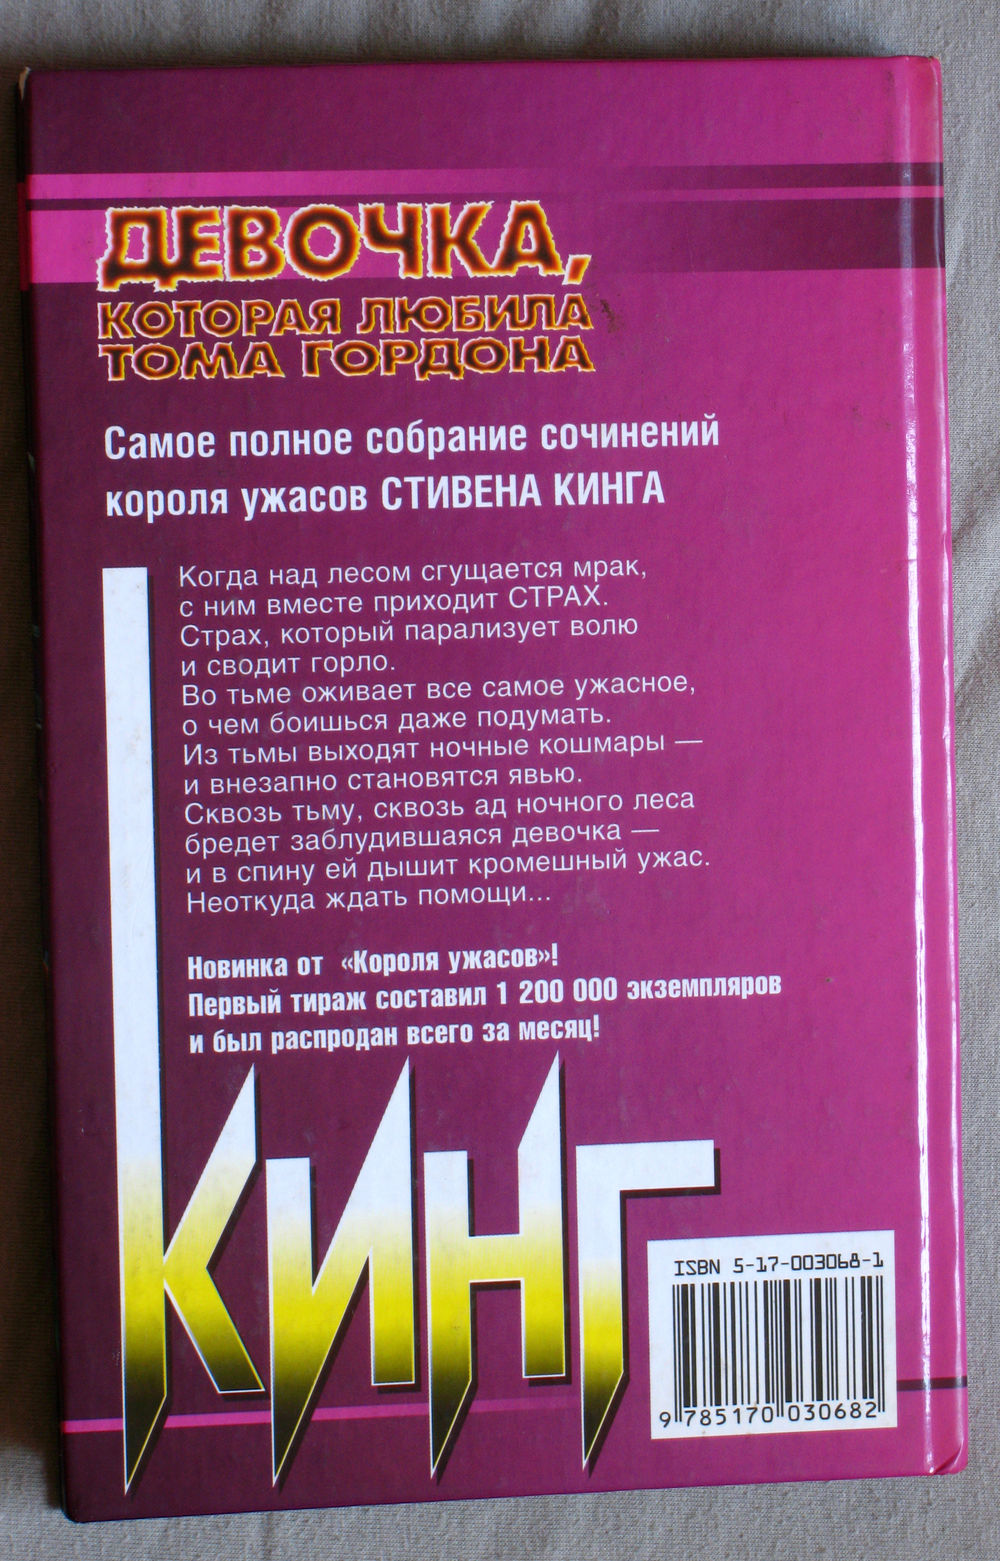 ДЕВОЧКА,
КОТОРАЯ ЛЮБИЛА
ТОМА ГОРДОНА
Самое полное собрание сочинений
короля ужасов СТИВЕНА КИНГА
Когда над лесом сгущается мрак,
с ним вместе приходит СТРАХ.
Страх, который парализует волю
и сводит горло.
Во тьме оживает все самое ужасное,
о чем боишься даже подумать.
Из тьмы выходят ночные кошмары —
и внезапно становятся явью.
Сквозь тьму, сквозь ад ночного леса
бредет заблудившаяся девочка —
и в спину ей дышит кромешный ужас.
Неоткуда ждать помощи...
Новинка от «Короля ужасов»!
Первый тираж составил 1 200 000 экземпляров
и был распродан всего за месяц!
КИНГ
ISBN 5-17-003068-1
9 785170 030682